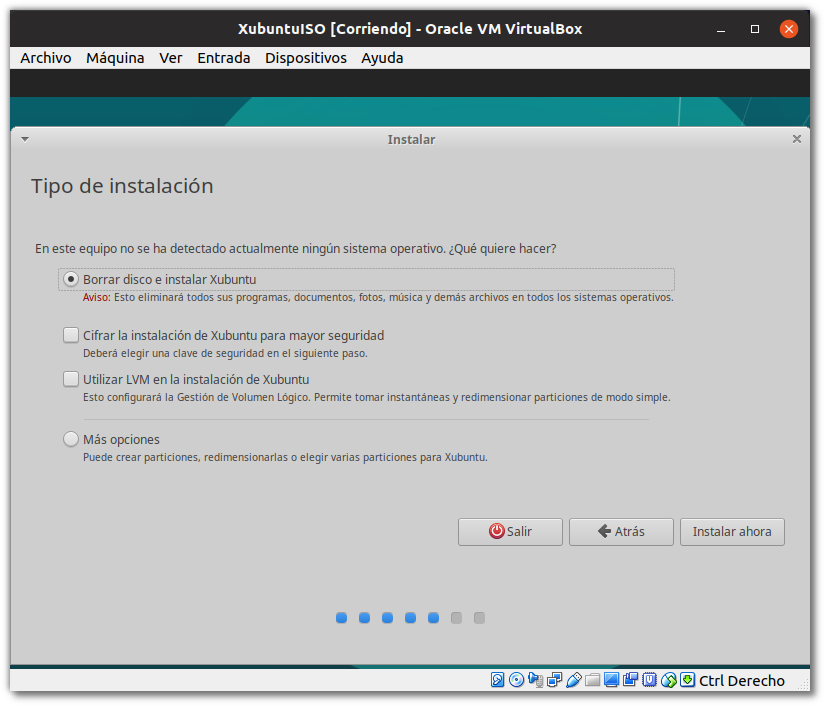 XubuntuISO [Corriendo] - Oracle VM VirtualBox
Archivo Máquina Ver Entrada Dispositivos Ayuda
Instalar
Tipo de instalación
En este equipo no se ha detectado actualmente ningún sistema operativo. ¿Qué quiere hacer?
Borrar disco e instalar Xubuntu
Aviso: Esto eliminará todos sus programas, documentos, fotos, música y demás archivos en todos los sistemas operativos.
Cifrar la instalación de Xubuntu para mayor seguridad
Deberá elegir una clave de seguridad en el siguiente paso.
Utilizar LVM en la instalación de Xubuntu
Esto configurará la Gestión de Volumen Lógico. Permite tomar instantáneas y redimensionar particiones de modo simple.
Más opciones
Puede crear particiones, redimensionarlas o elegir varias particiones para Xubuntu.
Salir Atrás Instalar ahora
Ctrl Derecho